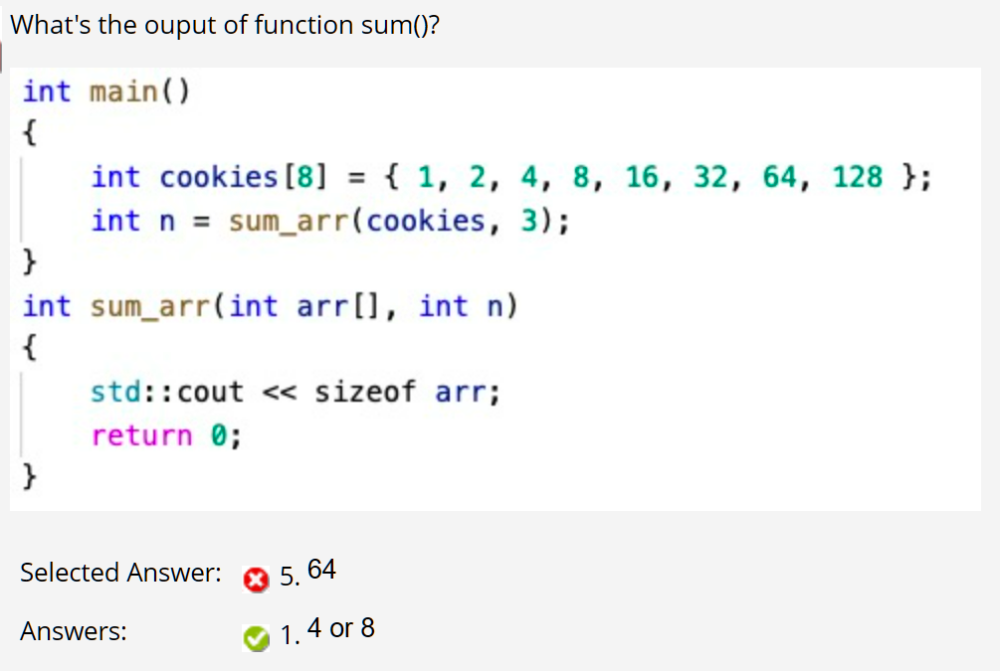 What's the ouput of function sum()?
int main()
{
    int cookies[8] = { 1, 2, 4, 8, 16, 32, 64, 128 };
    int n = sum_arr(cookies, 3);
}
int sum_arr(int arr[], int n)
{
    std::cout << sizeof arr;
    return 0;
}
Selected Answer: 5. 64
Answers: 1. 4 or 8